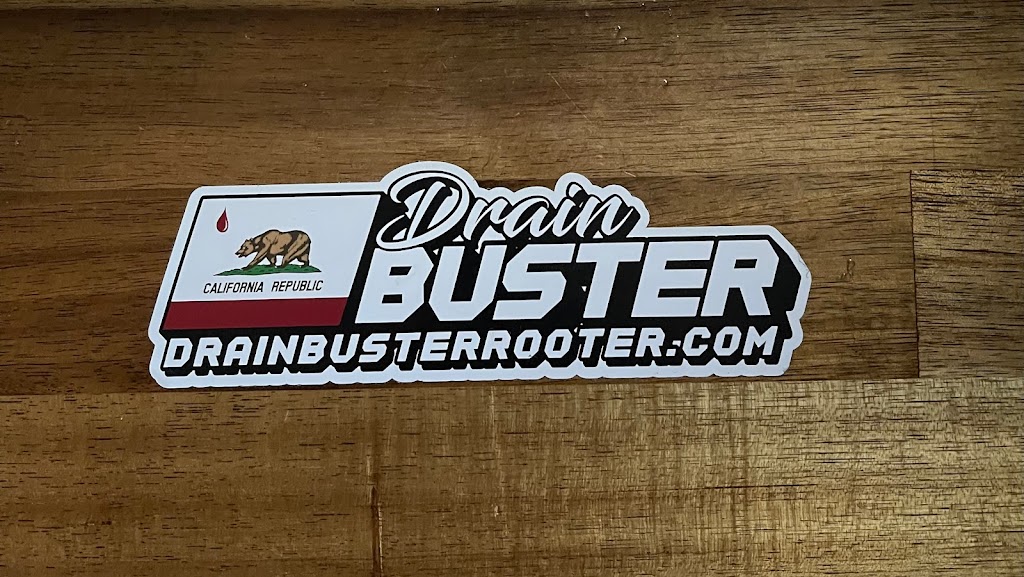 Drain
BUSTER
CALIFORNIA REPUBLIC
DRAINBUSTERROOTER.COM